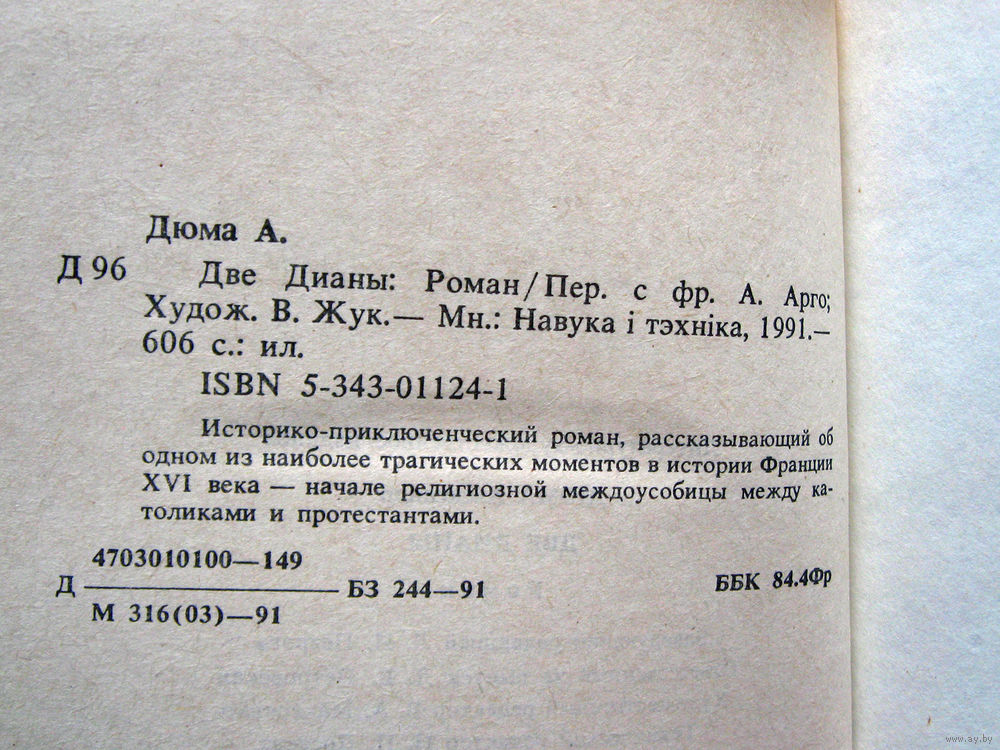 Дюма А.
Д 96 Две Дианы: Роман/Пер. с фр. А. Арго;
Худож. В. Жук.— Мн.: Навука і тэхніка, 1991.—
606 с.: ил.
ISBN 5-343-01124-1
Историко-приключенческий роман, рассказывающий об
одном из наиболее трагических моментов в истории Франции
XVI века — начале религиозной междоусобицы между ка-
толиками и протестантами.
4703010100—149
Д ———— БЗ 244—91 ББК 84.4Фр
М 316(03)—91
www.ay.by